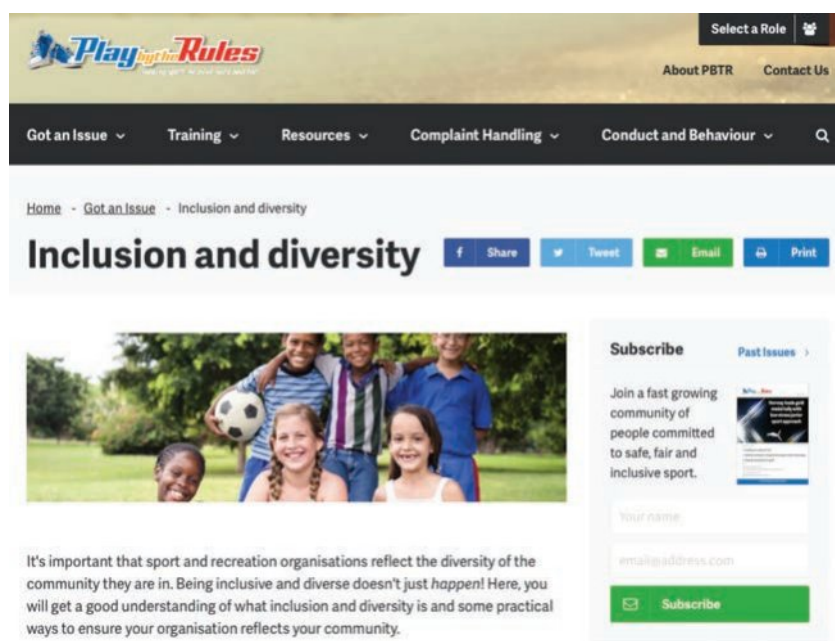 Select a Role
Play by the Rules
About PBTR Contact Us
Got an Issue Training Resources Complaint Handling Conduct and Behaviour
Home - Got an Issue - Inclusion and diversity
Inclusion and diversity
Share Tweet Email Print
Subscribe Past Issues
Join a fast growing
community of
people committed
to safe, fair and
inclusive sport.
Your name
email@address.com
Subscribe
It's important that sport and recreation organisations reflect the diversity of the
community they are in. Being inclusive and diverse doesn't just happen! Here, you
will get a good understanding of what inclusion and diversity is and some practical
ways to ensure your organisation reflects your community.